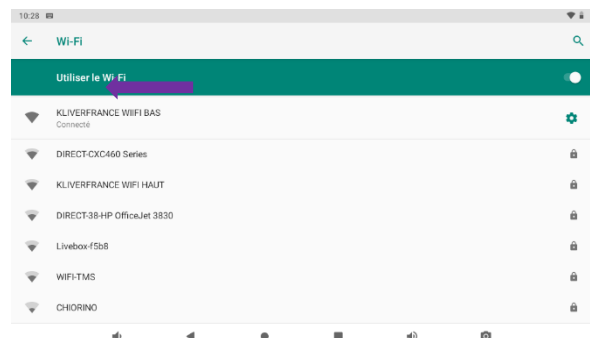 10:28
Wi-Fi
Utiliser le Wi-Fi
KLIVERFRANCE WIIFI BAS
Connecté
DIRECT-CXC460 Series
KLIVERFRANCE WIFI HAUT
DIRECT-38-HP OfficeJet 3830
Livebox-f5b8
WIFI-TMS
CHIORINO